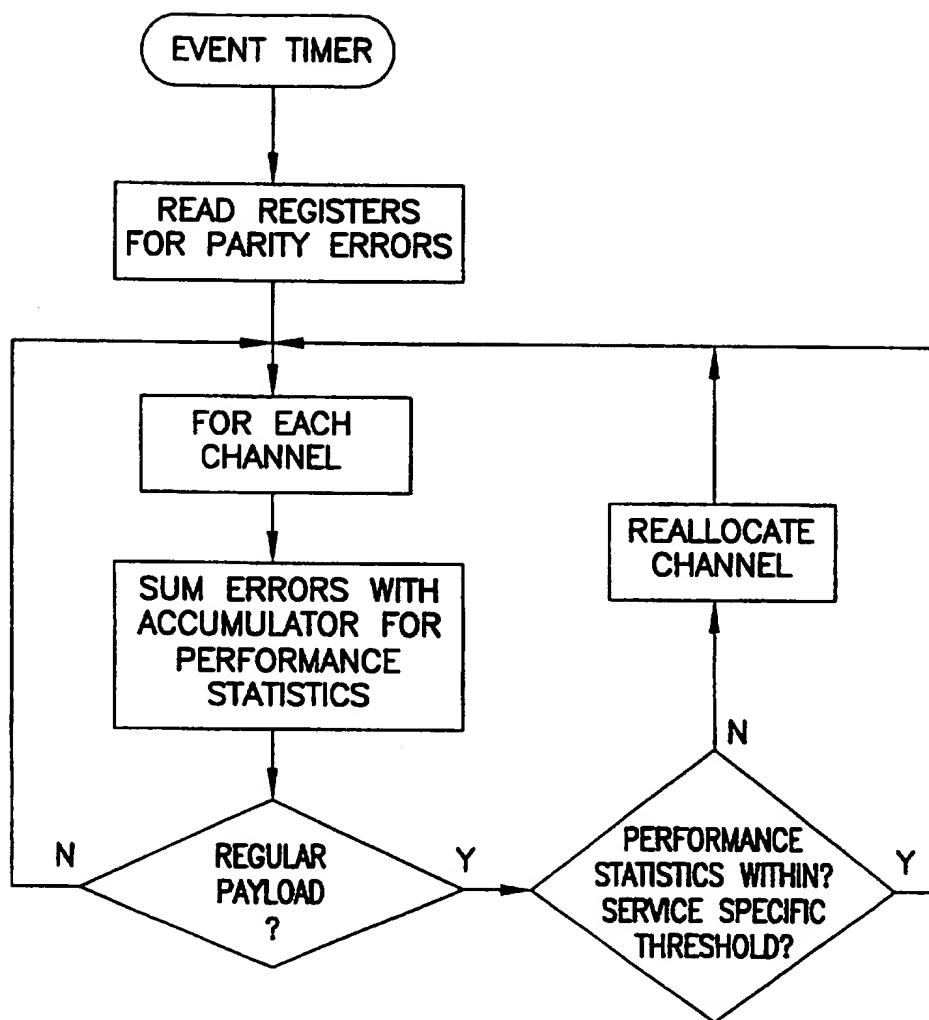 EVENT TIMER
READ REGISTERS
FOR PARITY ERRORS
FOR EACH
CHANNEL
SUM ERRORS WITH
ACCUMULATOR FOR
PERFORMANCE
STATISTICS
REALLOCATE
CHANNEL
N
REGULAR
PAYLOAD
?
Y
N
PERFORMANCE
STATISTICS WITHIN?
SERVICE SPECIFIC
THRESHOLD?
Y